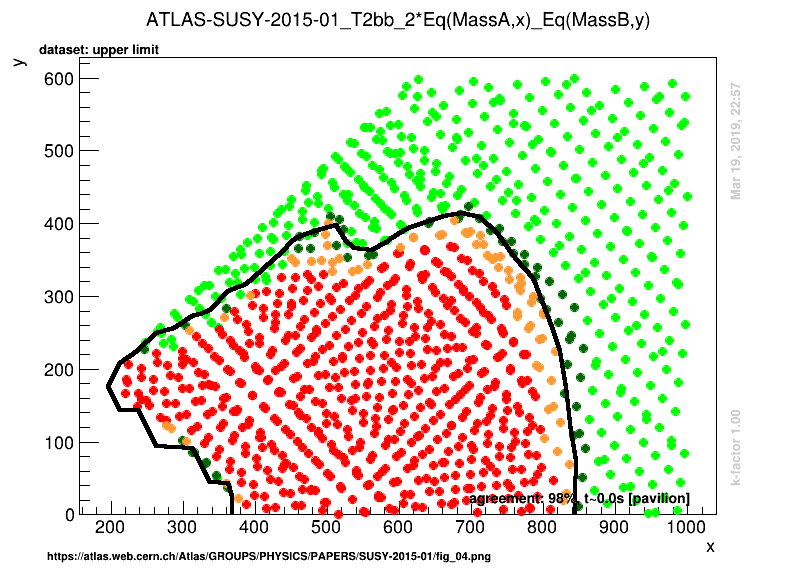 ATLAS-SUSY-2015-01_T2bb_2*Eq(MassA,x)_Eq(MassB,y)
dataset: upper limit
y
600
500
400
300
200
100
0
200 300 400 500 600 700 800 900 1000
x
agreement: 98%, t~0.0s [pavilion]
https://atlas.web.cern.ch/Atlas/GROUPS/PHYSICS/PAPERS/SUSY-2015-01/fig_04.png
Mar 19, 2019, 22:57
k-factor 1.00